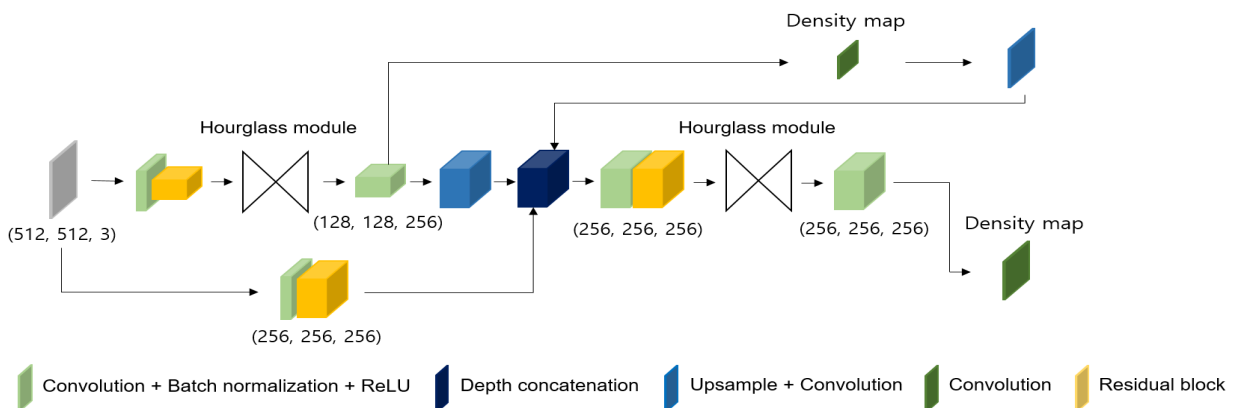 Density map
Hourglass module
Hourglass module
(512, 512, 3)
(128, 128, 256)
(256, 256, 256)
(256, 256, 256)
Density map
(256, 256, 256)
Convolution + Batch normalization + ReLU
Depth concatenation
Upsample + Convolution
Convolution
Residual block